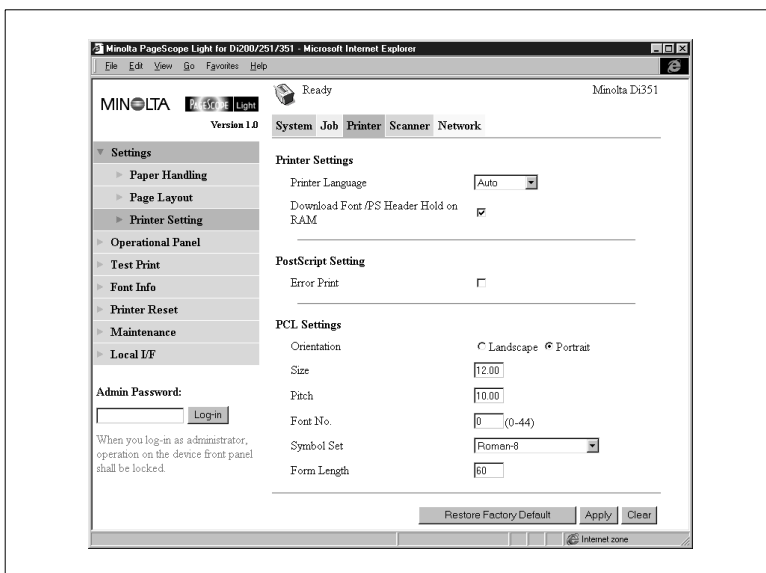 Minolta PageScope Light for Di200/251/351 - Microsoft Internet Explorer
File Edit View Go Favorites Help
MINOLTA PAGESCOPE Light
Version 1.0
Ready
Minolta Di351
System Job Printer Scanner Network
Settings
Paper Handling
Page Layout
Printer Setting
Operational Panel
Test Print
Font Info
Printer Reset
Maintenance
Local I/F
Admin Password:
Log-in
When you log-in as administrator,
operation on the device front panel
shall be locked.
Printer Settings
Printer Language Auto
Download Font /PS Header Hold on
RAM
PostScript Setting
Error Print
PCL Settings
Orientation Landscape Portrait
Size 12.00
Pitch 10.00
Font No. 0 (0-44)
Symbol Set Roman-8
Form Length 60
Restore Factory Default Apply Clear
Internet zone